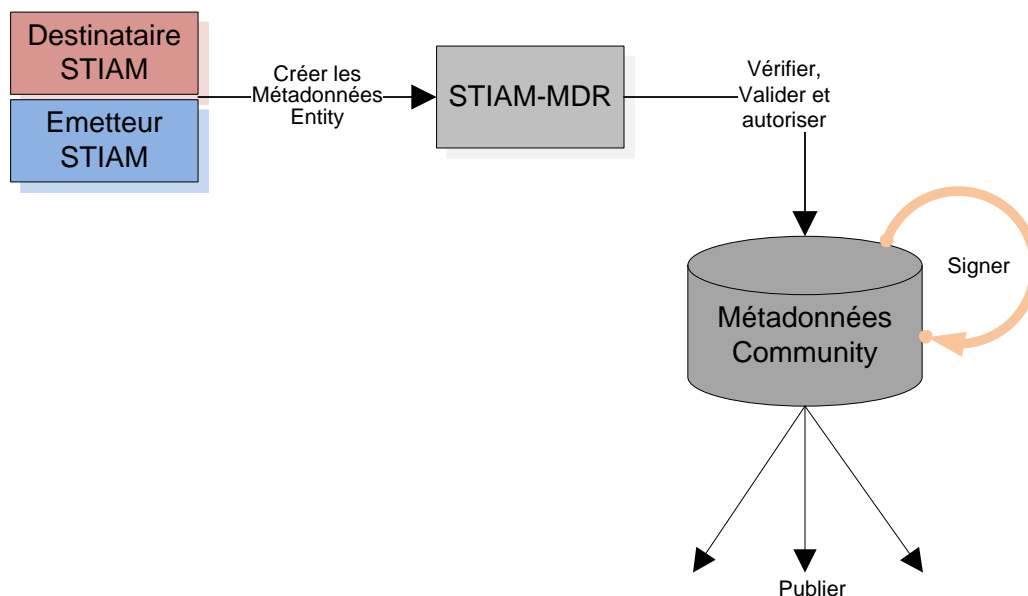 Destinataire
STIAM
Emetteur
STIAM
Créer les
Métadonnées
Entity
STIAM-MDR
Vérifier,
Valider et
autoriser
Signer
Métadonnées
Community
Publier